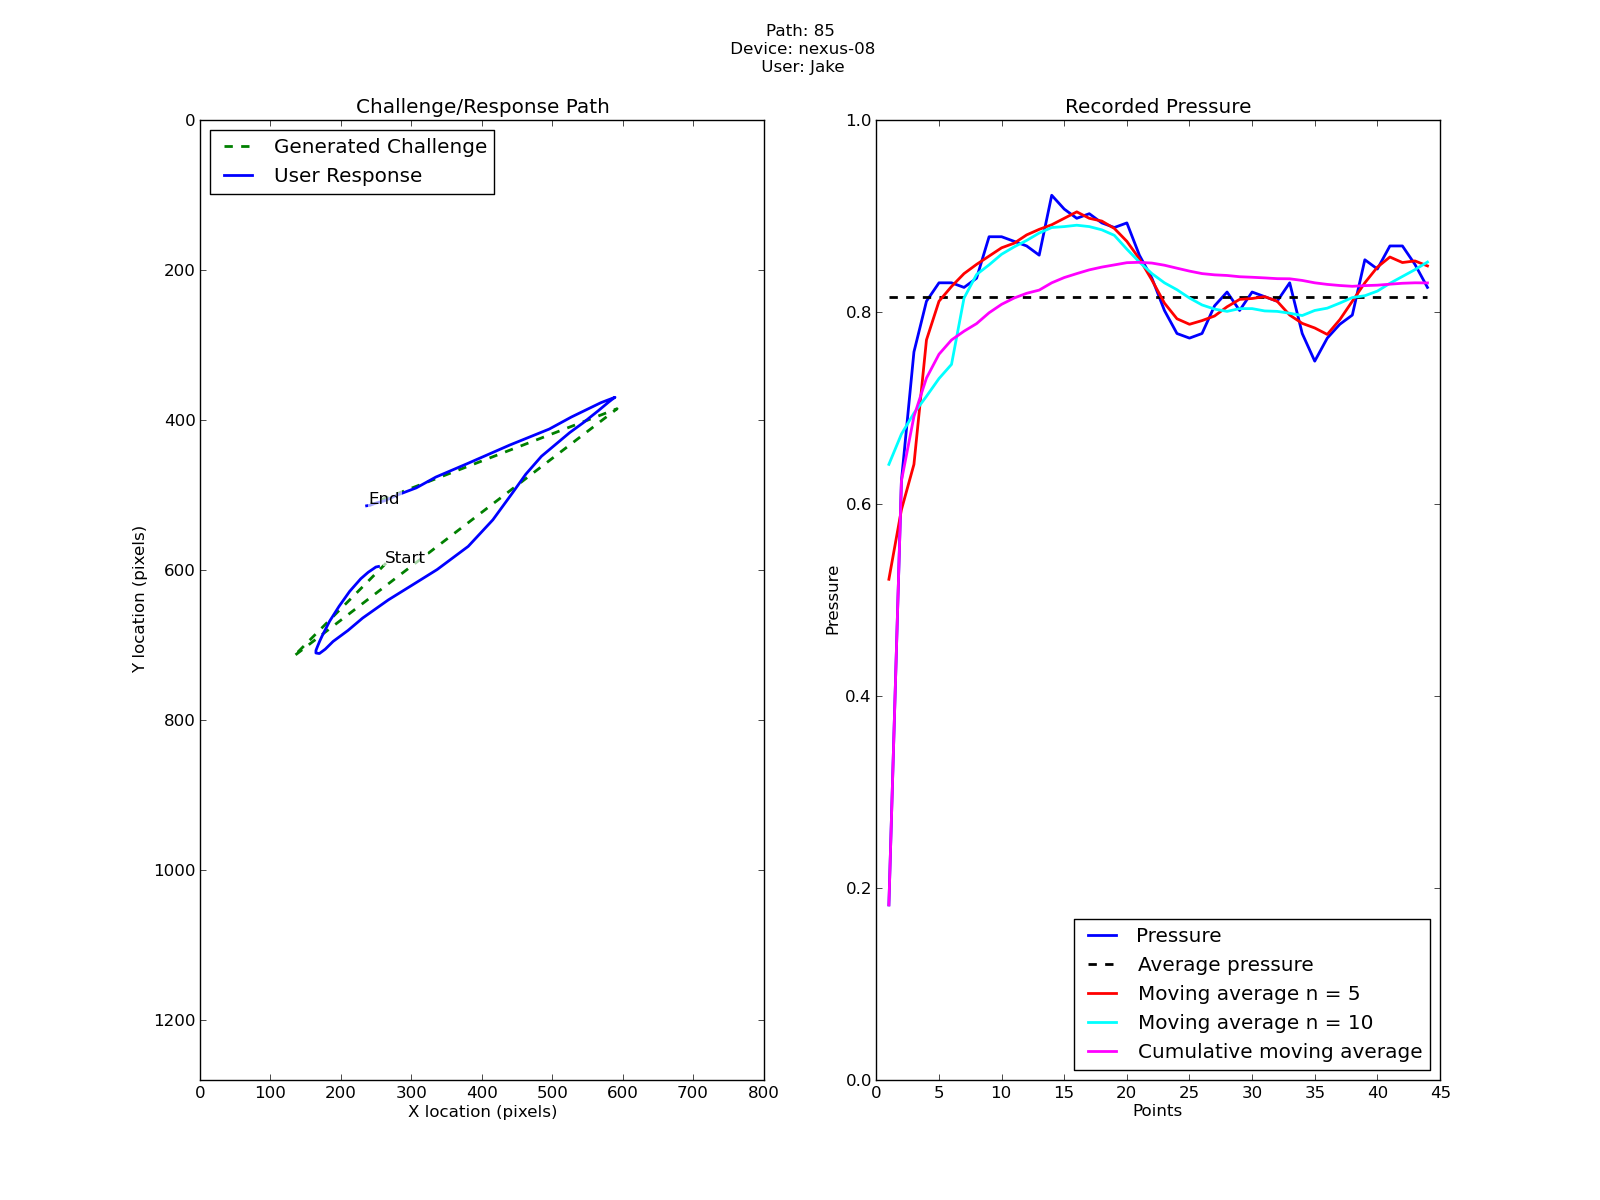 Path: 85
Device: nexus-08
User: Jake
Challenge/Response Path
Generated Challenge
User Response
0
200
400
600
800
1000
1200
Y location (pixels)
End
Start
0 100 200 300 400 500 600 700 800
X location (pixels)
Recorded Pressure
1.0
0.8
0.6
0.4
0.2
0.0
Pressure
Pressure
Average pressure
Moving average n = 5
Moving average n = 10
Cumulative moving average
0 5 10 15 20 25 30 35 40 45
Points